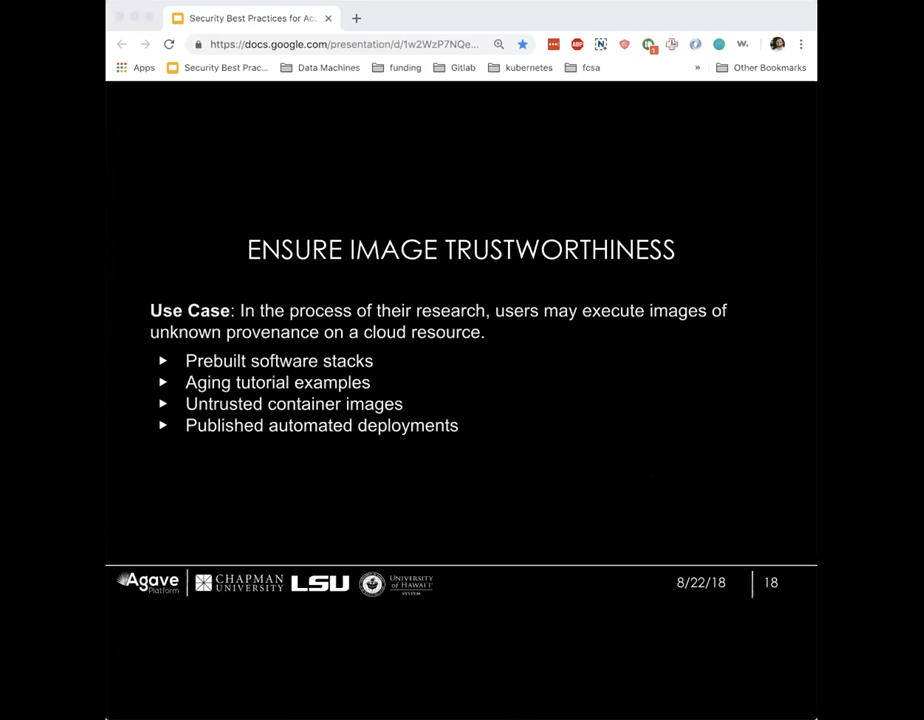 Security Best Practices for Ac
https://docs.google.com/presentation/d/1w2WzP7NQe...
Apps
Security Best Prac...
Data Machines
funding
Gitlab
kubernetes
fcsa
»
Other Bookmarks
ENSURE IMAGE TRUSTWORTHINESS
Use Case: In the process of their research, users may execute images of
unknown provenance on a cloud resource.
Prebuilt software stacks
Aging tutorial examples
Untrusted container images
Published automated deployments
Agave
Platform
CHAPMAN
UNIVERSITY
LSU
UNIVERSITY
OF HAWAI'I
SYSTEM
8/22/18
18